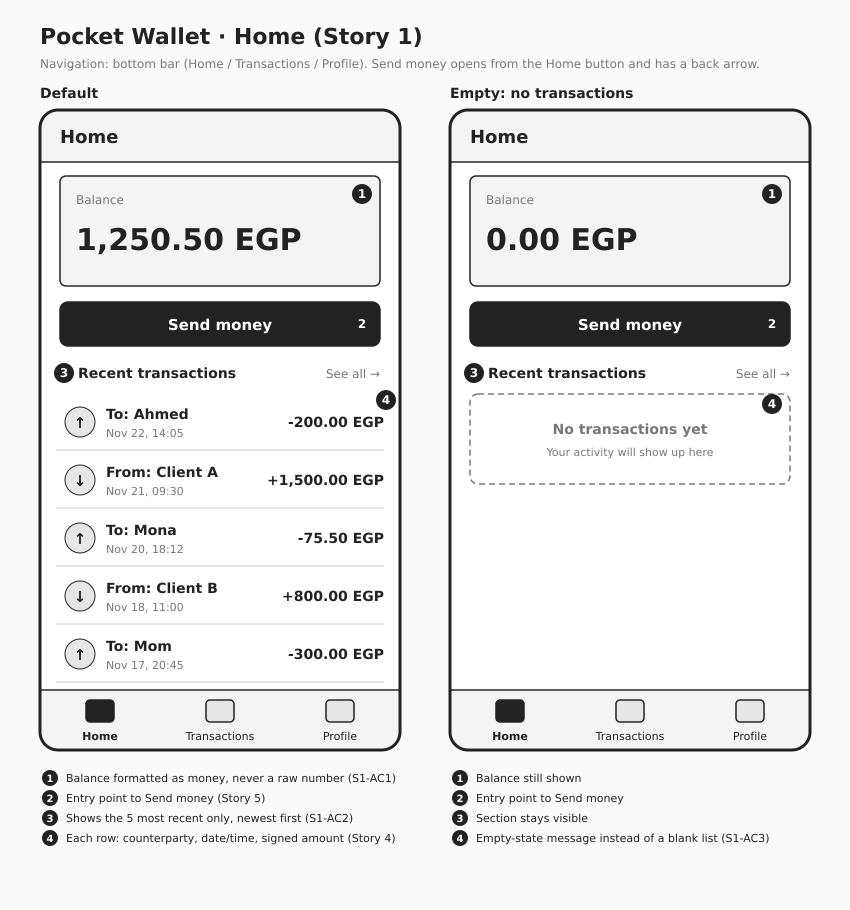 Pocket Wallet · Home (Story 1)
Navigation: bottom bar (Home / Transactions / Profile). Send money opens from the Home button and has a back arrow.
Default
Home
1
Balance
1,250.50 EGP
Send money 2
3 Recent transactions See all →
4
↑ To: Ahmed -200.00 EGP
Nov 22, 14:05
↓ From: Client A +1,500.00 EGP
Nov 21, 09:30
↑ To: Mona -75.50 EGP
Nov 20, 18:12
↓ From: Client B +800.00 EGP
Nov 18, 11:00
↑ To: Mom -300.00 EGP
Nov 17, 20:45
Home Transactions Profile
1 Balance formatted as money, never a raw number (S1-AC1)
2 Entry point to Send money (Story 5)
3 Shows the 5 most recent only, newest first (S1-AC2)
4 Each row: counterparty, date/time, signed amount (Story 4)
Empty: no transactions
Home
1
Balance
0.00 EGP
Send money 2
3 Recent transactions See all →
4
No transactions yet
Your activity will show up here
Home Transactions Profile
1 Balance still shown
2 Entry point to Send money
3 Section stays visible
4 Empty-state message instead of a blank list (S1-AC3)